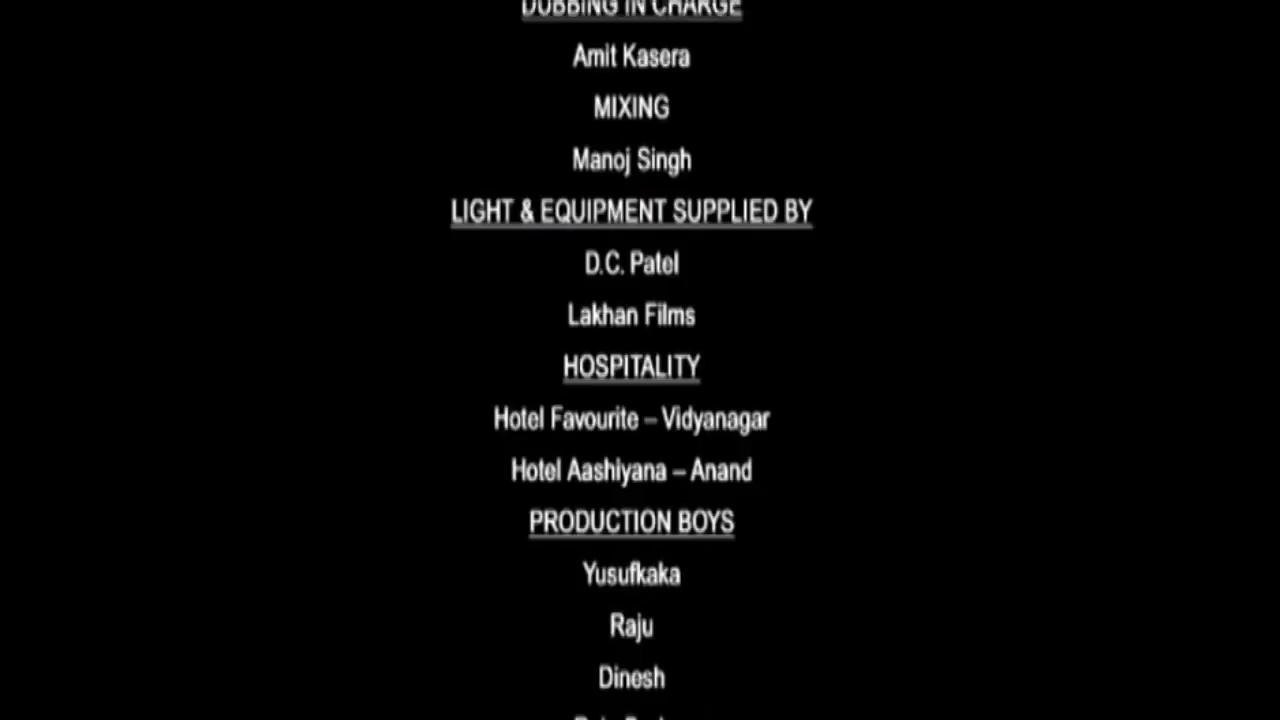 DUBBING IN CHARGE
Amit Kasera
MIXING
Manoj Singh
LIGHT & EQUIPMENT SUPPLIED BY
D.C. Patel
Lakhan Films
HOSPITALITY
Hotel Favourite – Vidyanagar
Hotel Aashiyana – Anand
PRODUCTION BOYS
Yusufkaka
Raju
Dinesh